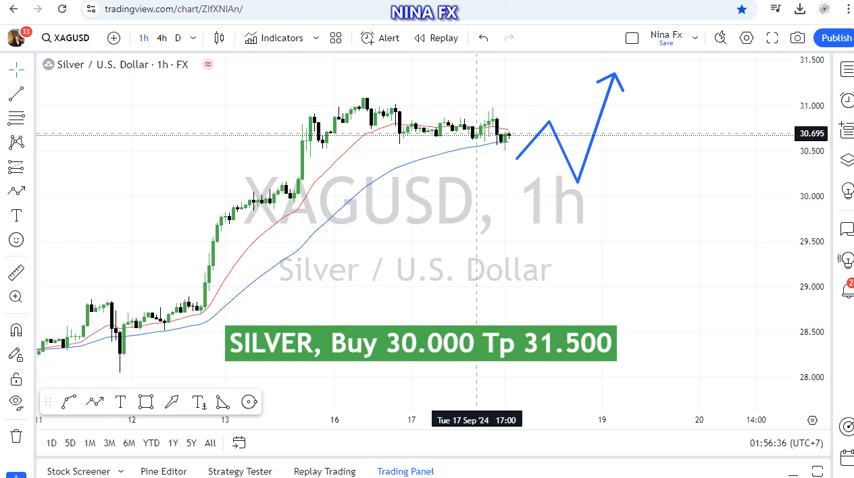 NINA FX
tradingview.com/chart/ZIfXNIAn/
33
XAGUSD
1h 4h D
Indicators
Alert
Replay
Nina Fx
Save
Publish
Silver / U.S. Dollar · 1h · FX
31.500
31.000
30.695
30.500
30.000
29.500
29.000
28.500
28.000
XAGUSD, 1h
Silver / U.S. Dollar
SILVER, Buy 30.000 Tp 31.500
11 12 13 16 17 Tue 17 Sep '24 17:00 19 20 14:00
1D 5D 1M 3M 6M YTD 1Y 5Y All
01:56:36 (UTC+7)
Stock Screener Pine Editor Strategy Tester Replay Trading Trading Panel